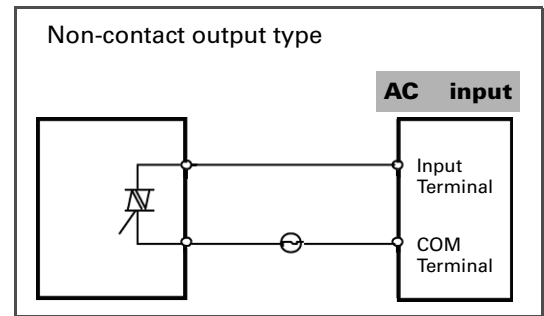 Non-contact output type
AC input
Input
Terminal
COM
Terminal